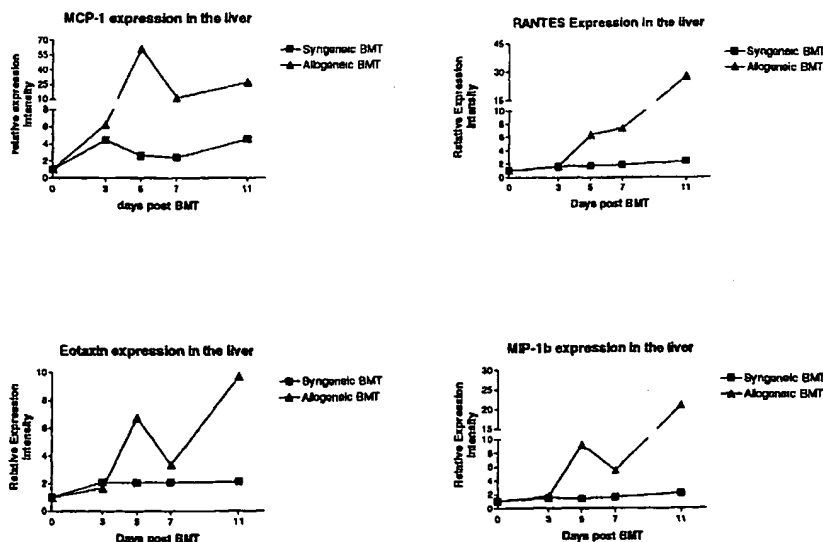 MCP-1 expression in the liver
relative expression
Intensity
70
55
40
25
10
8
6
4
2
0
0 3 5 7 11
days post BMT
Syngeneic BMT
Allogeneic BMT
RANTES Expression in the liver
Relative Expression
Intensity
45
30
15
10
8
6
4
2
0
0 3 5 7 11
Days post BMT
Syngeneic BMT
Allogeneic BMT
Eotaxin expression in the liver
Relative Expression
Intensity
10
8
6
4
2
0
0 3 5 7 11
Days post BMT
Syngeneic BMT
Allogeneic BMT
MIP-1b expression in the liver
Relative Expression
Intensity
30
25
20
15
10
8
6
4
2
0
0 3 5 7 11
Days post BMT
Syngeneic BMT
Allogeneic BMT